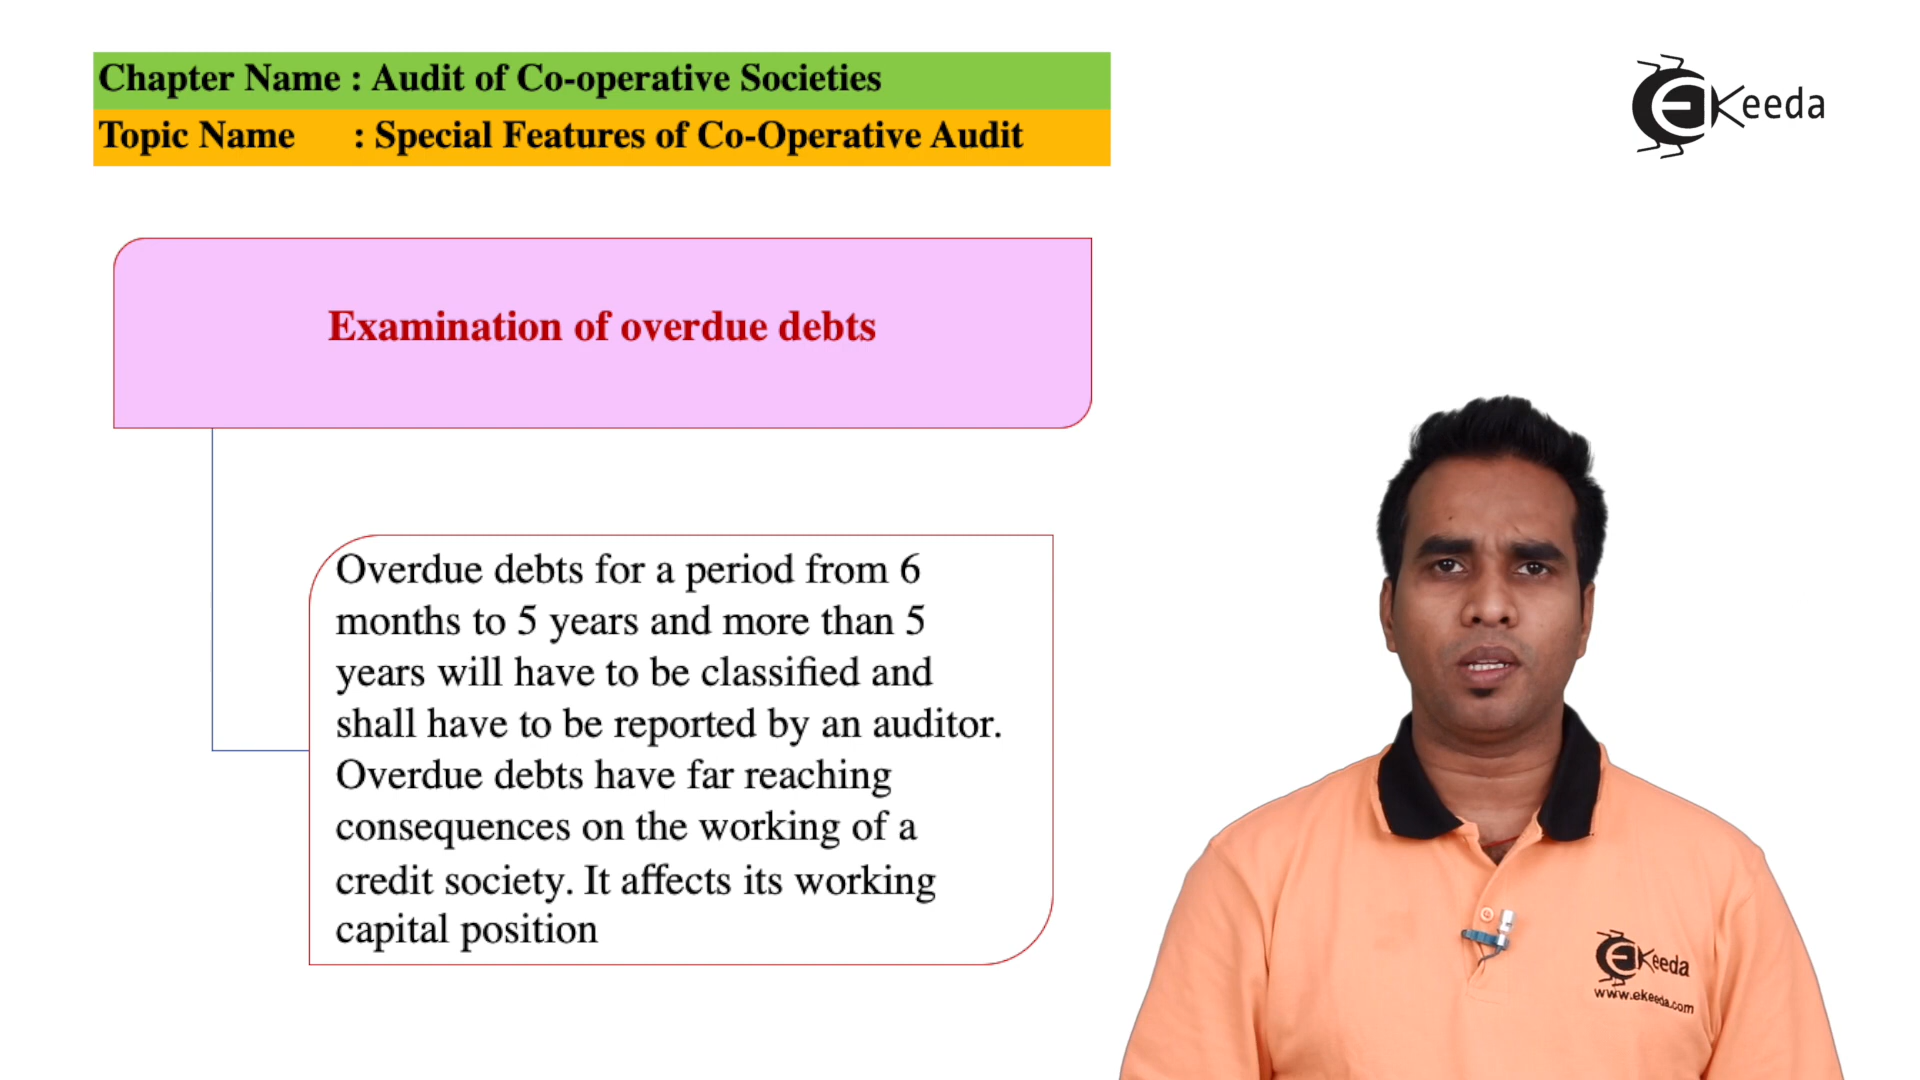 Chapter Name : Audit of Co-operative Societies
Topic Name : Special Features of Co-Operative Audit
EKeeda
Examination of overdue debts
Overdue debts for a period from 6
months to 5 years and more than 5
years will have to be classified and
shall have to be reported by an auditor.
Overdue debts have far reaching
consequences on the working of a
credit society. It affects its working
capital position
EKeeda
www.ekeeda.com